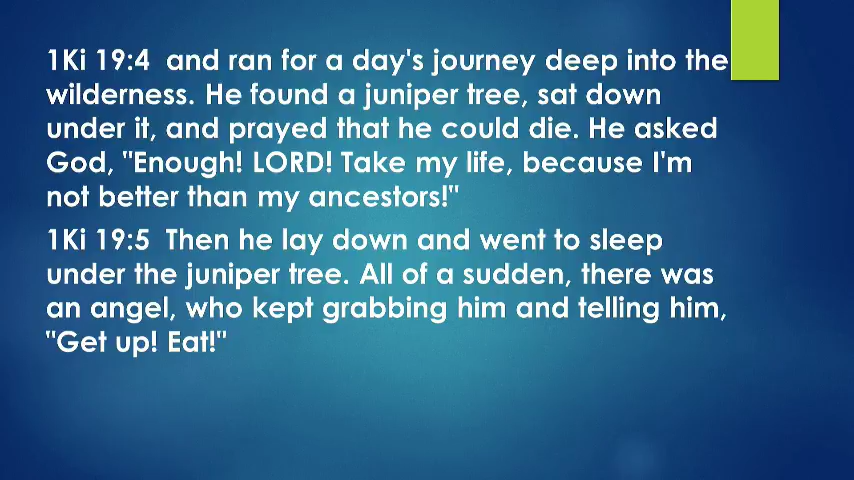 1Ki 19:4  and ran for a day's journey deep into the
wilderness. He found a juniper tree, sat down
under it, and prayed that he could die. He asked
God, "Enough! LORD! Take my life, because I'm
not better than my ancestors!"
1Ki 19:5  Then he lay down and went to sleep
under the juniper tree. All of a sudden, there was
an angel, who kept grabbing him and telling him,
"Get up! Eat!"